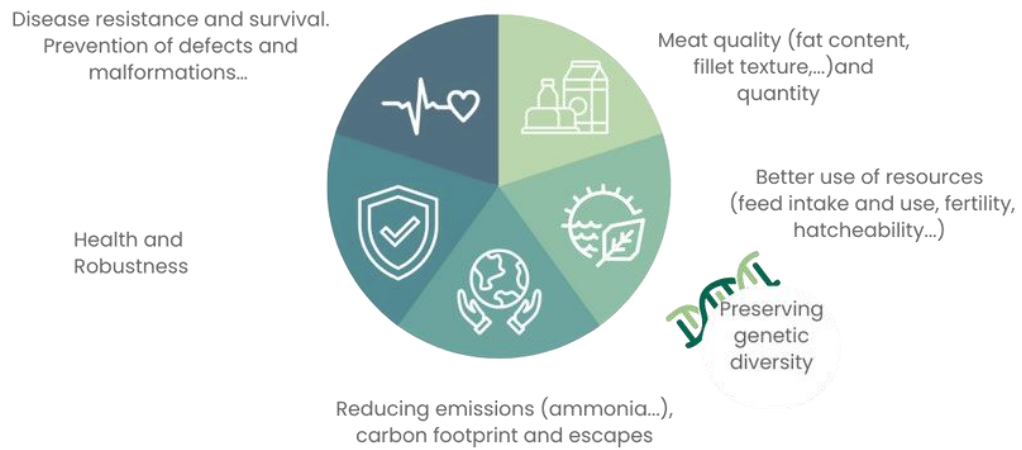 Disease resistance and survival.
Prevention of defects and
malformations...
Meat quality (fat content,
fillet texture,...)and
quantity
Better use of resources
(feed intake and use, fertility,
hatcheability...)
Health and
Robustness
Preserving
genetic
diversity
Reducing emissions (ammonia...),
carbon footprint and escapes